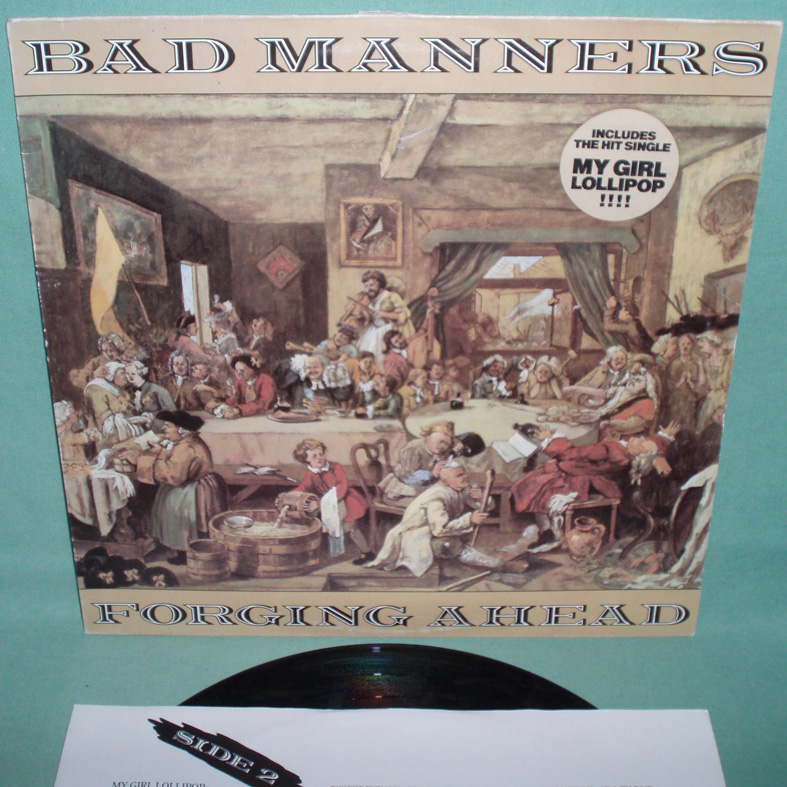 BAD MANNERS
INCLUDES
THE HIT SINGLE
MY GIRL
LOLLIPOP
!!!!
FORGING AHEAD
SIDE 2
MY GIRL LOLLIPOP